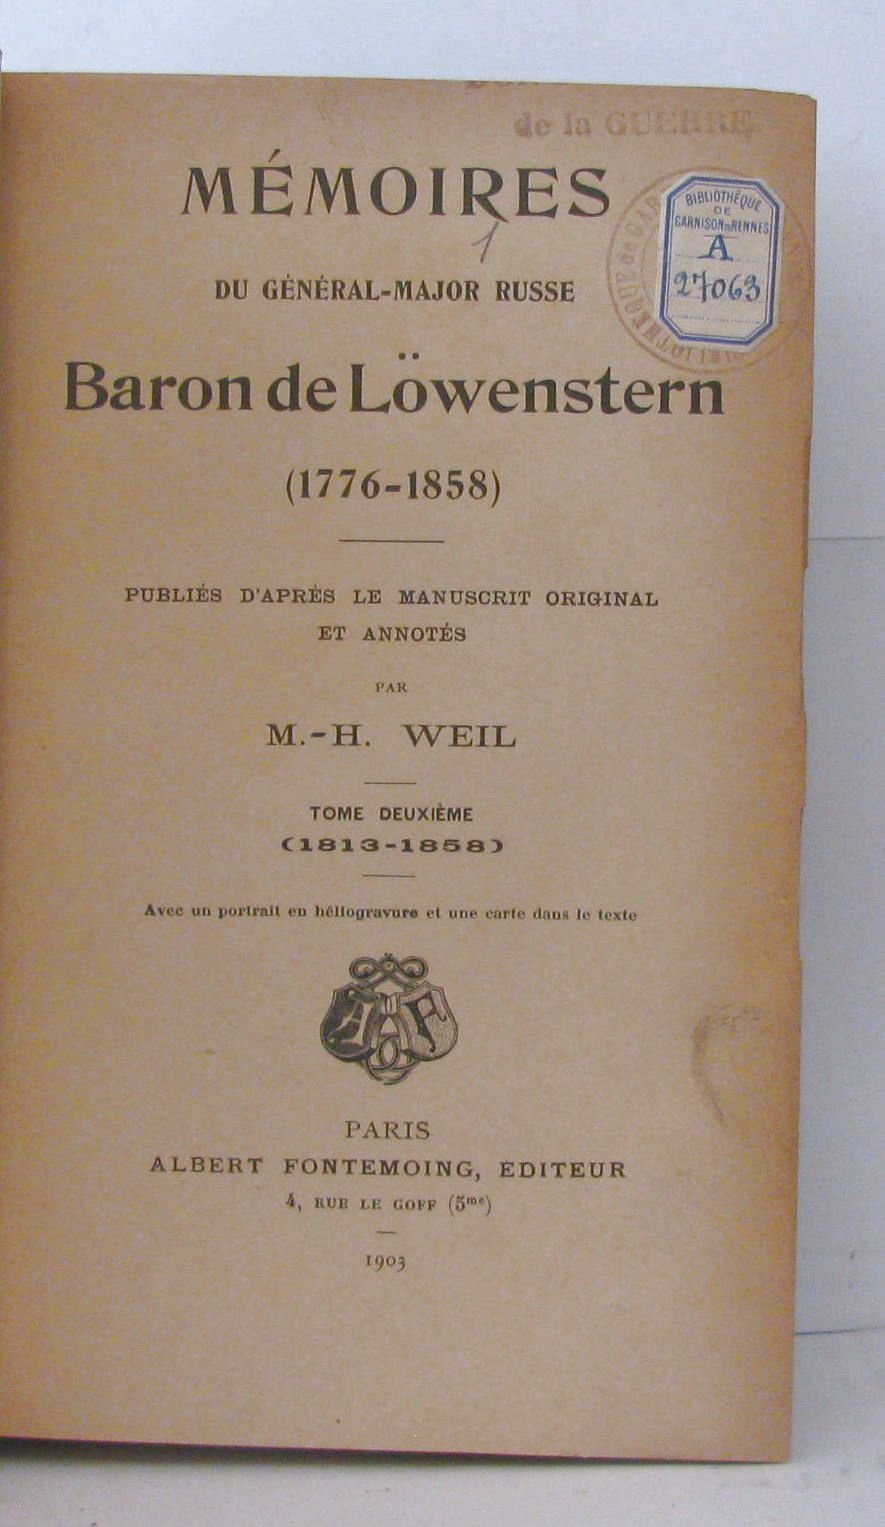 de la GUERRE
MÉMOIRES
1
BIBLIOTHÈQUE
DE
GARNISON DE RENNES
A
27063
DU GÉNÉRAL-MAJOR RUSSE
Baron de Löwenstern
(1776-1858)
PUBLIÉS D'APRÈS LE MANUSCRIT ORIGINAL
ET ANNOTÉS
PAR
M.-H. WEIL
TOME DEUXIÈME
(1813-1858)
Avec un portrait en héliogravure et une carte dans le texte
A F
PARIS
ALBERT FONTEMOING, EDITEUR
4, RUE LE GOFF (5me)
1903